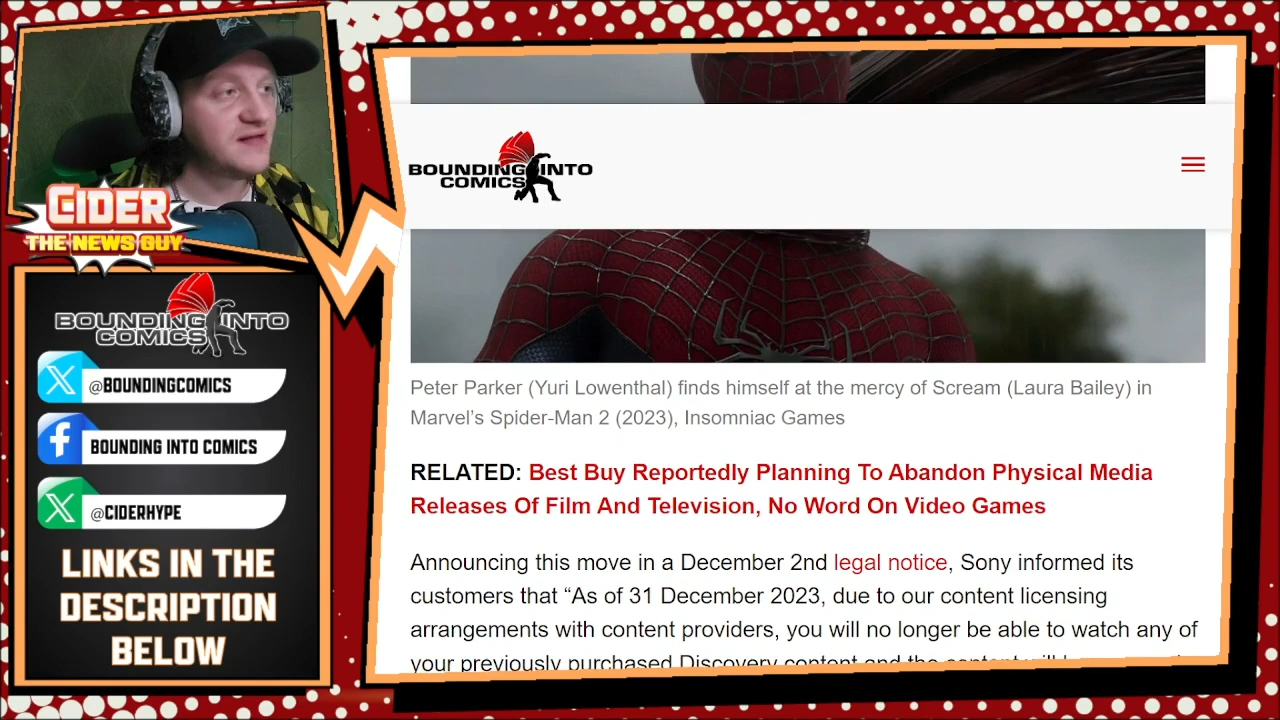 CIDER
THE NEWS GUY
BOUNDING INTO
COMICS
@BOUNDINGCOMICS
BOUNDING INTO COMICS
@CIDERHYPE
LINKS IN THE
DESCRIPTION
BELOW
BOUNDING INTO
COMICS
Peter Parker (Yuri Lowenthal) finds himself at the mercy of Scream (Laura Bailey) in
Marvel’s Spider-Man 2 (2023), Insomniac Games
RELATED: Best Buy Reportedly Planning To Abandon Physical Media
Releases Of Film And Television, No Word On Video Games
Announcing this move in a December 2nd legal notice, Sony informed its
customers that “As of 31 December 2023, due to our content licensing
arrangements with content providers, you will no longer be able to watch any of
your previously purchased Discovery content and the content will